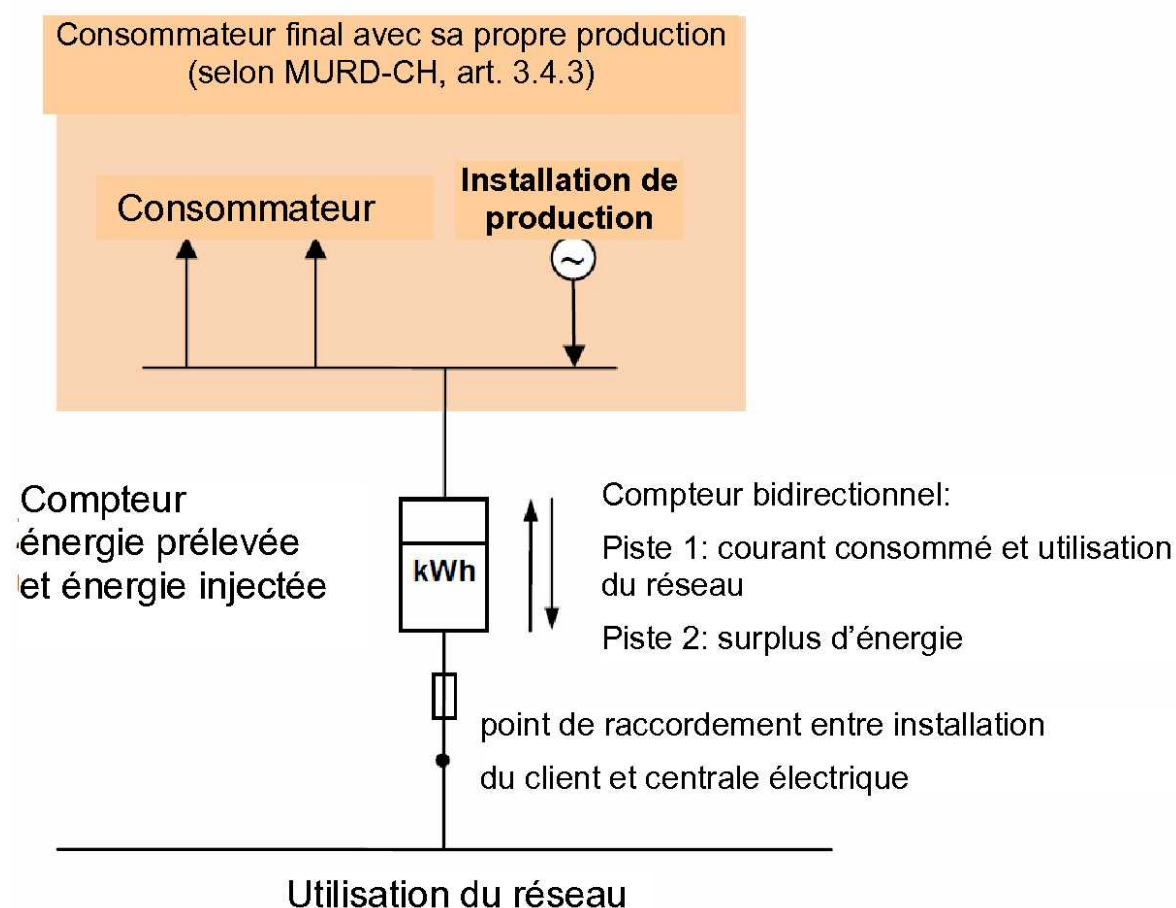 Consommateur final avec sa propre production
(selon MURD-CH, art. 3.4.3)
Consommateur
Installation de
production
~
Compteur
énergie prélevée
et énergie injectée
kWh
Compteur bidirectionnel:
Piste 1: courant consommé et utilisation
du réseau
Piste 2: surplus d'énergie
point de raccordement entre installation
du client et centrale électrique
Utilisation du réseau